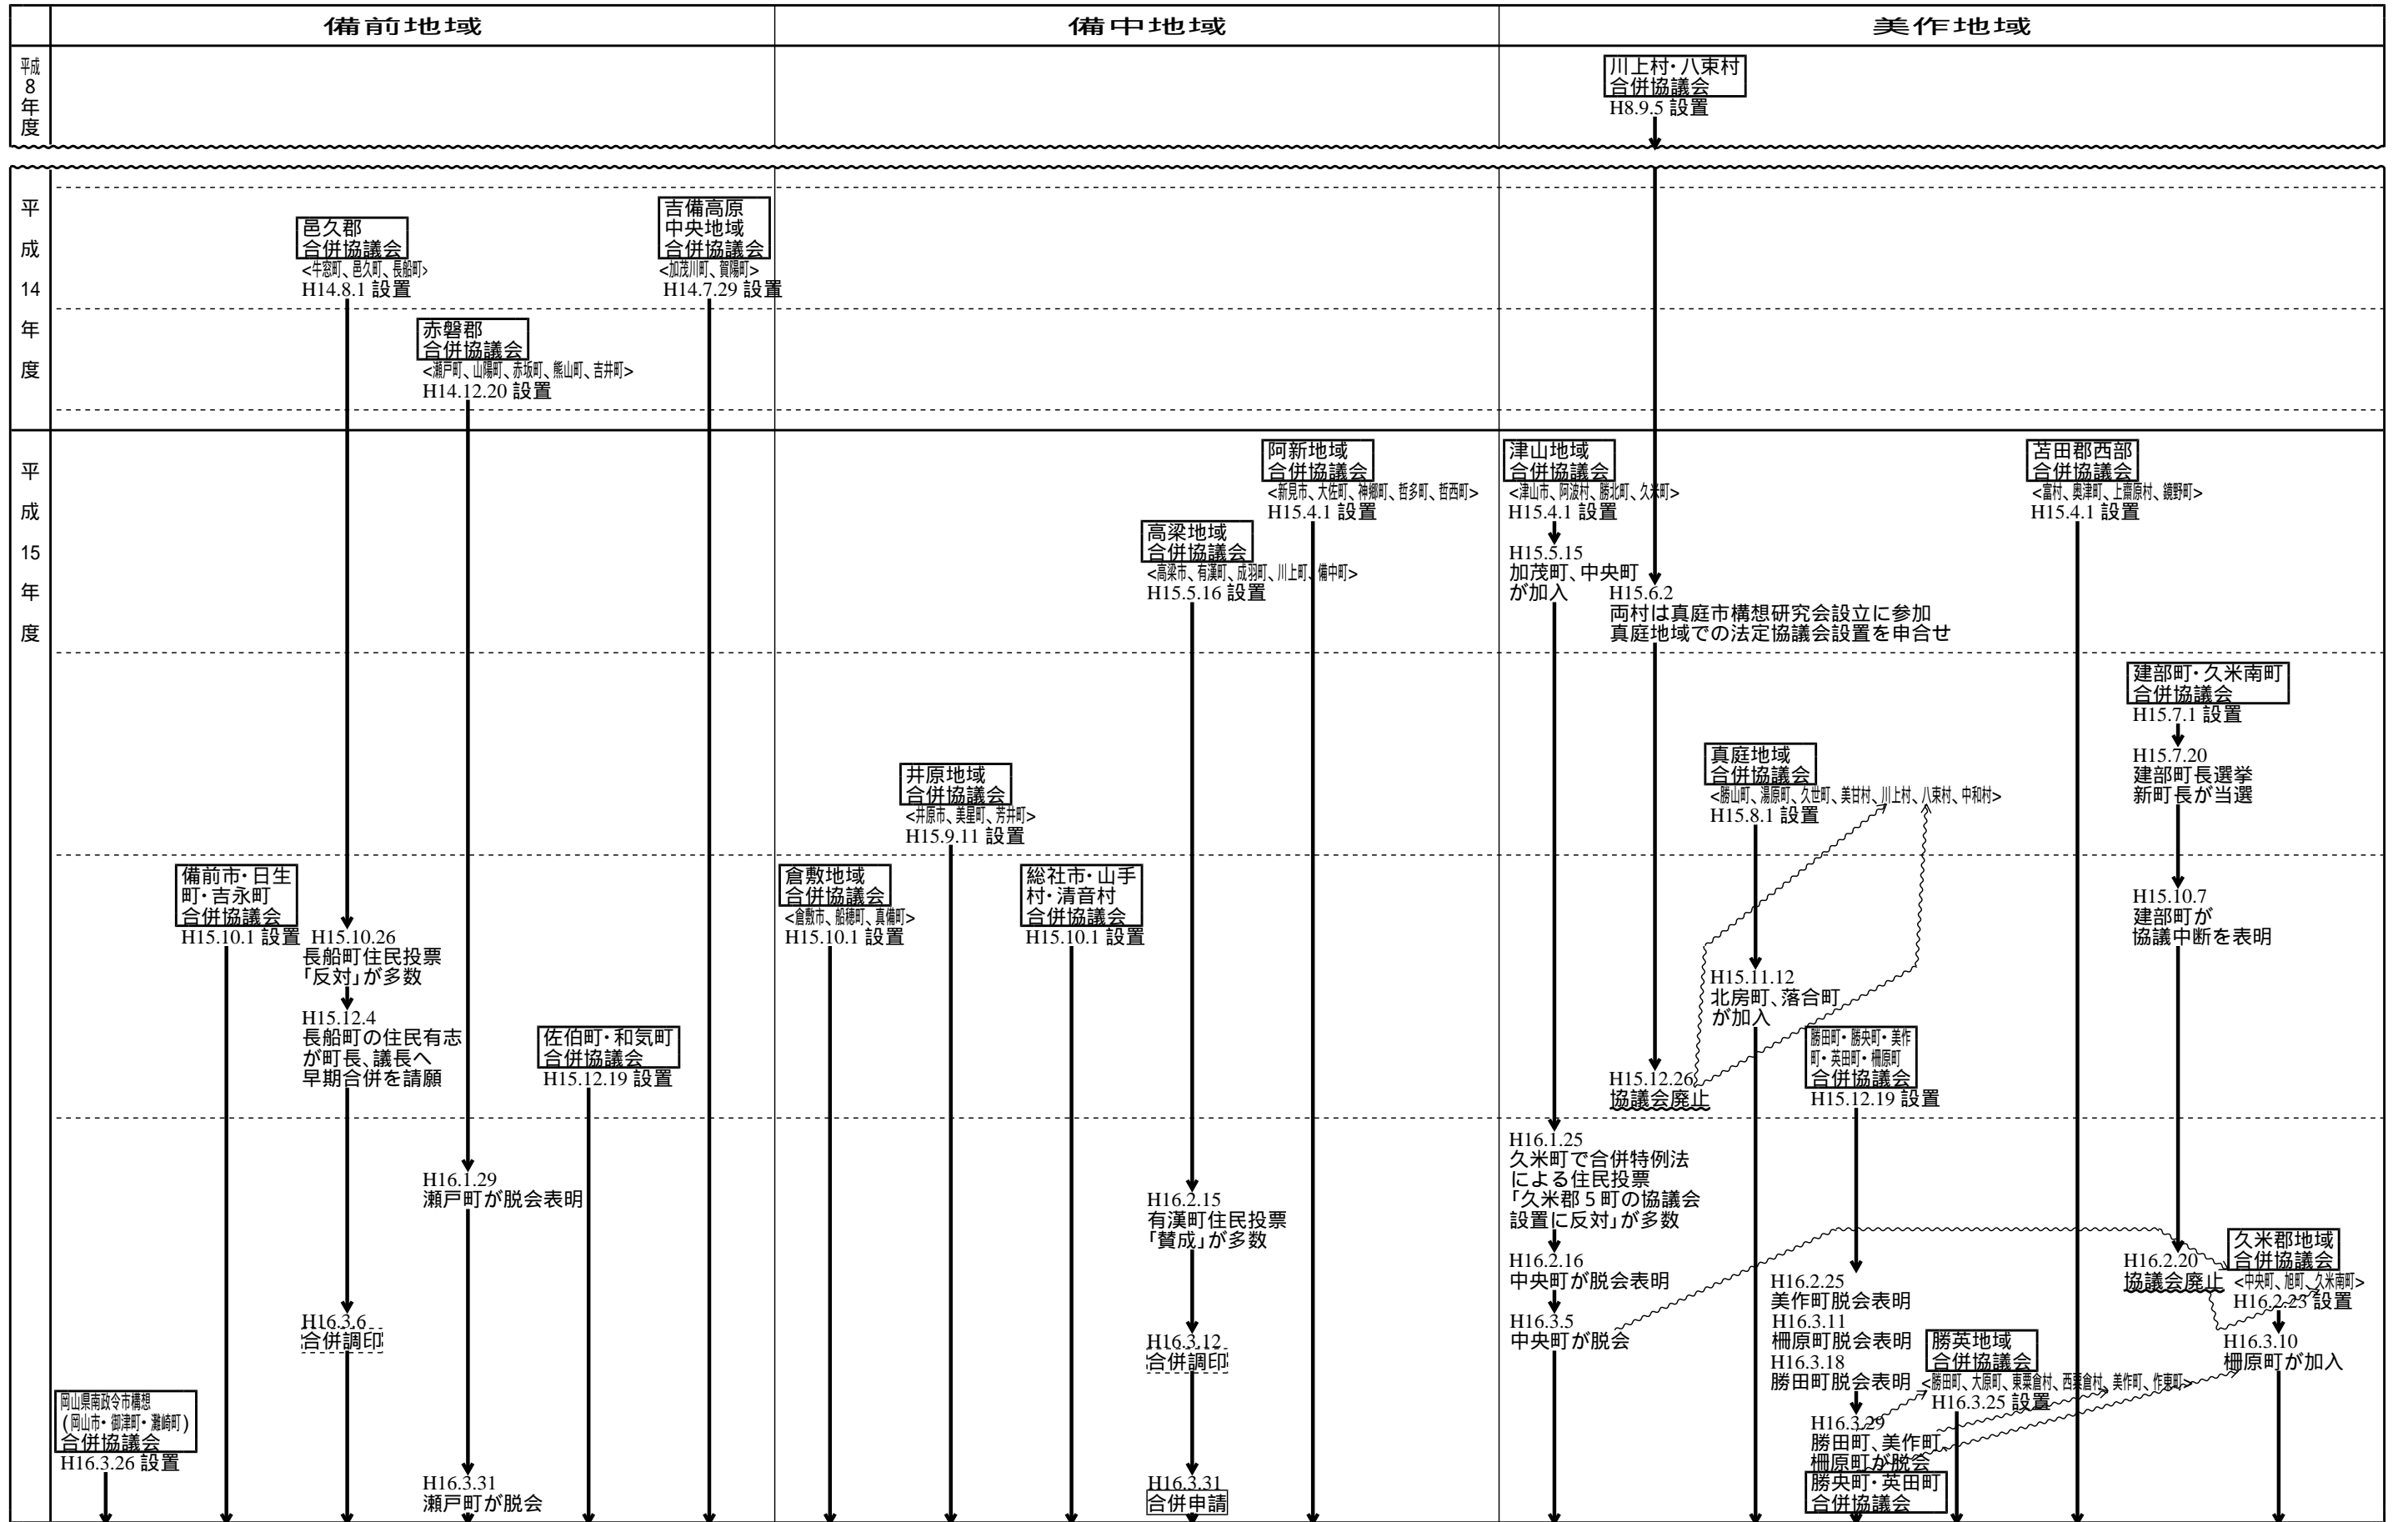 備前地域
備中地域
美作地域
平成
8
年
度
川上村・八束村
合併協議会
H8.9.5 設置
平
成
14
年
度
邑久郡
合併協議会
<牛窓町、邑久町、長船町>
H14.8.1 設置
吉備高原
中央地域
合併協議会
<加茂川町、賀陽町>
H14.7.29 設置
赤磐郡
合併協議会
<瀬戸町、山陽町、赤坂町、熊山町、吉井町>
H14.12.20 設置
平
成
15
年
度
阿新地域
合併協議会
<新見市、大佐町、神郷町、哲多町、哲西町>
H15.4.1 設置
津山地域
合併協議会
<津山市、阿波村、勝北町、久米町>
H15.4.1 設置
苫田郡西部
合併協議会
<富村、奥津町、上齋原村、鏡野町>
H15.4.1 設置
高梁地域
合併協議会
<高梁市、有漢町、成羽町、川上町、備中町>
H15.5.16 設置
H15.5.15
加茂町、中央町
が加入
H15.6.2
両村は真庭市構想研究会設立に参加
真庭地域での法定協議会設置を申合せ
建部町・久米南町
合併協議会
H15.7.1 設置
H15.7.20
建部町長選挙
新町長が当選
井原地域
合併協議会
<井原市、美星町、芳井町>
H15.9.11 設置
真庭地域
合併協議会
<勝山町、湯原町、久世町、美甘村、川上村、八束村、中和村>
H15.8.1 設置
備前市・日生
町・吉永町
合併協議会
H15.10.1 設置
H15.10.26
長船町住民投票
「反対」が多数
H15.12.4
長船町の住民有志
が町長、議長へ
早期合併を請願
佐伯町・和気町
合併協議会
H15.12.19 設置
倉敷地域
合併協議会
<倉敷市、船穂町、真備町>
H15.10.1 設置
総社市・山手
村・清音村
合併協議会
H15.10.1 設置
H15.10.7
建部町が
協議中断を表明
H15.11.12
北房町、落合町
が加入
H15.12.26
協議会廃止
勝田町・勝央町・美作
町・英田町・柵原町
合併協議会
H15.12.19 設置
H16.1.29
瀬戸町が脱会表明
H16.2.15
有漢町住民投票
「賛成」が多数
H16.1.25
久米町で合併特例法
による住民投票
「久米郡5町の協議会
設置に反対」が多数
H16.2.16
中央町が脱会表明
H16.3.5
中央町が脱会
H16.2.20
協議会廃止
久米郡地域
合併協議会
<中央町、旭町、久米南町>
H16.2.23 設置
H16.3.10
柵原町が加入
H16.2.25
美作町脱会表明
H16.3.11
柵原町脱会表明
H16.3.18
勝田町脱会表明
勝英地域
合併協議会
<勝田町、大原町、東粟倉村、西粟倉村、美作町、作東町>
H16.3.25 設置
H16.3.29
勝田町、美作町、
柵原町が脱会
勝央町・英田町
合併協議会
H16.3.6
合併調印
H16.3.12
合併調印
岡山県南政令市構想
(岡山市・御津町・灘崎町)
合併協議会
H16.3.26 設置
H16.3.31
瀬戸町が脱会
H16.3.31
合併申請